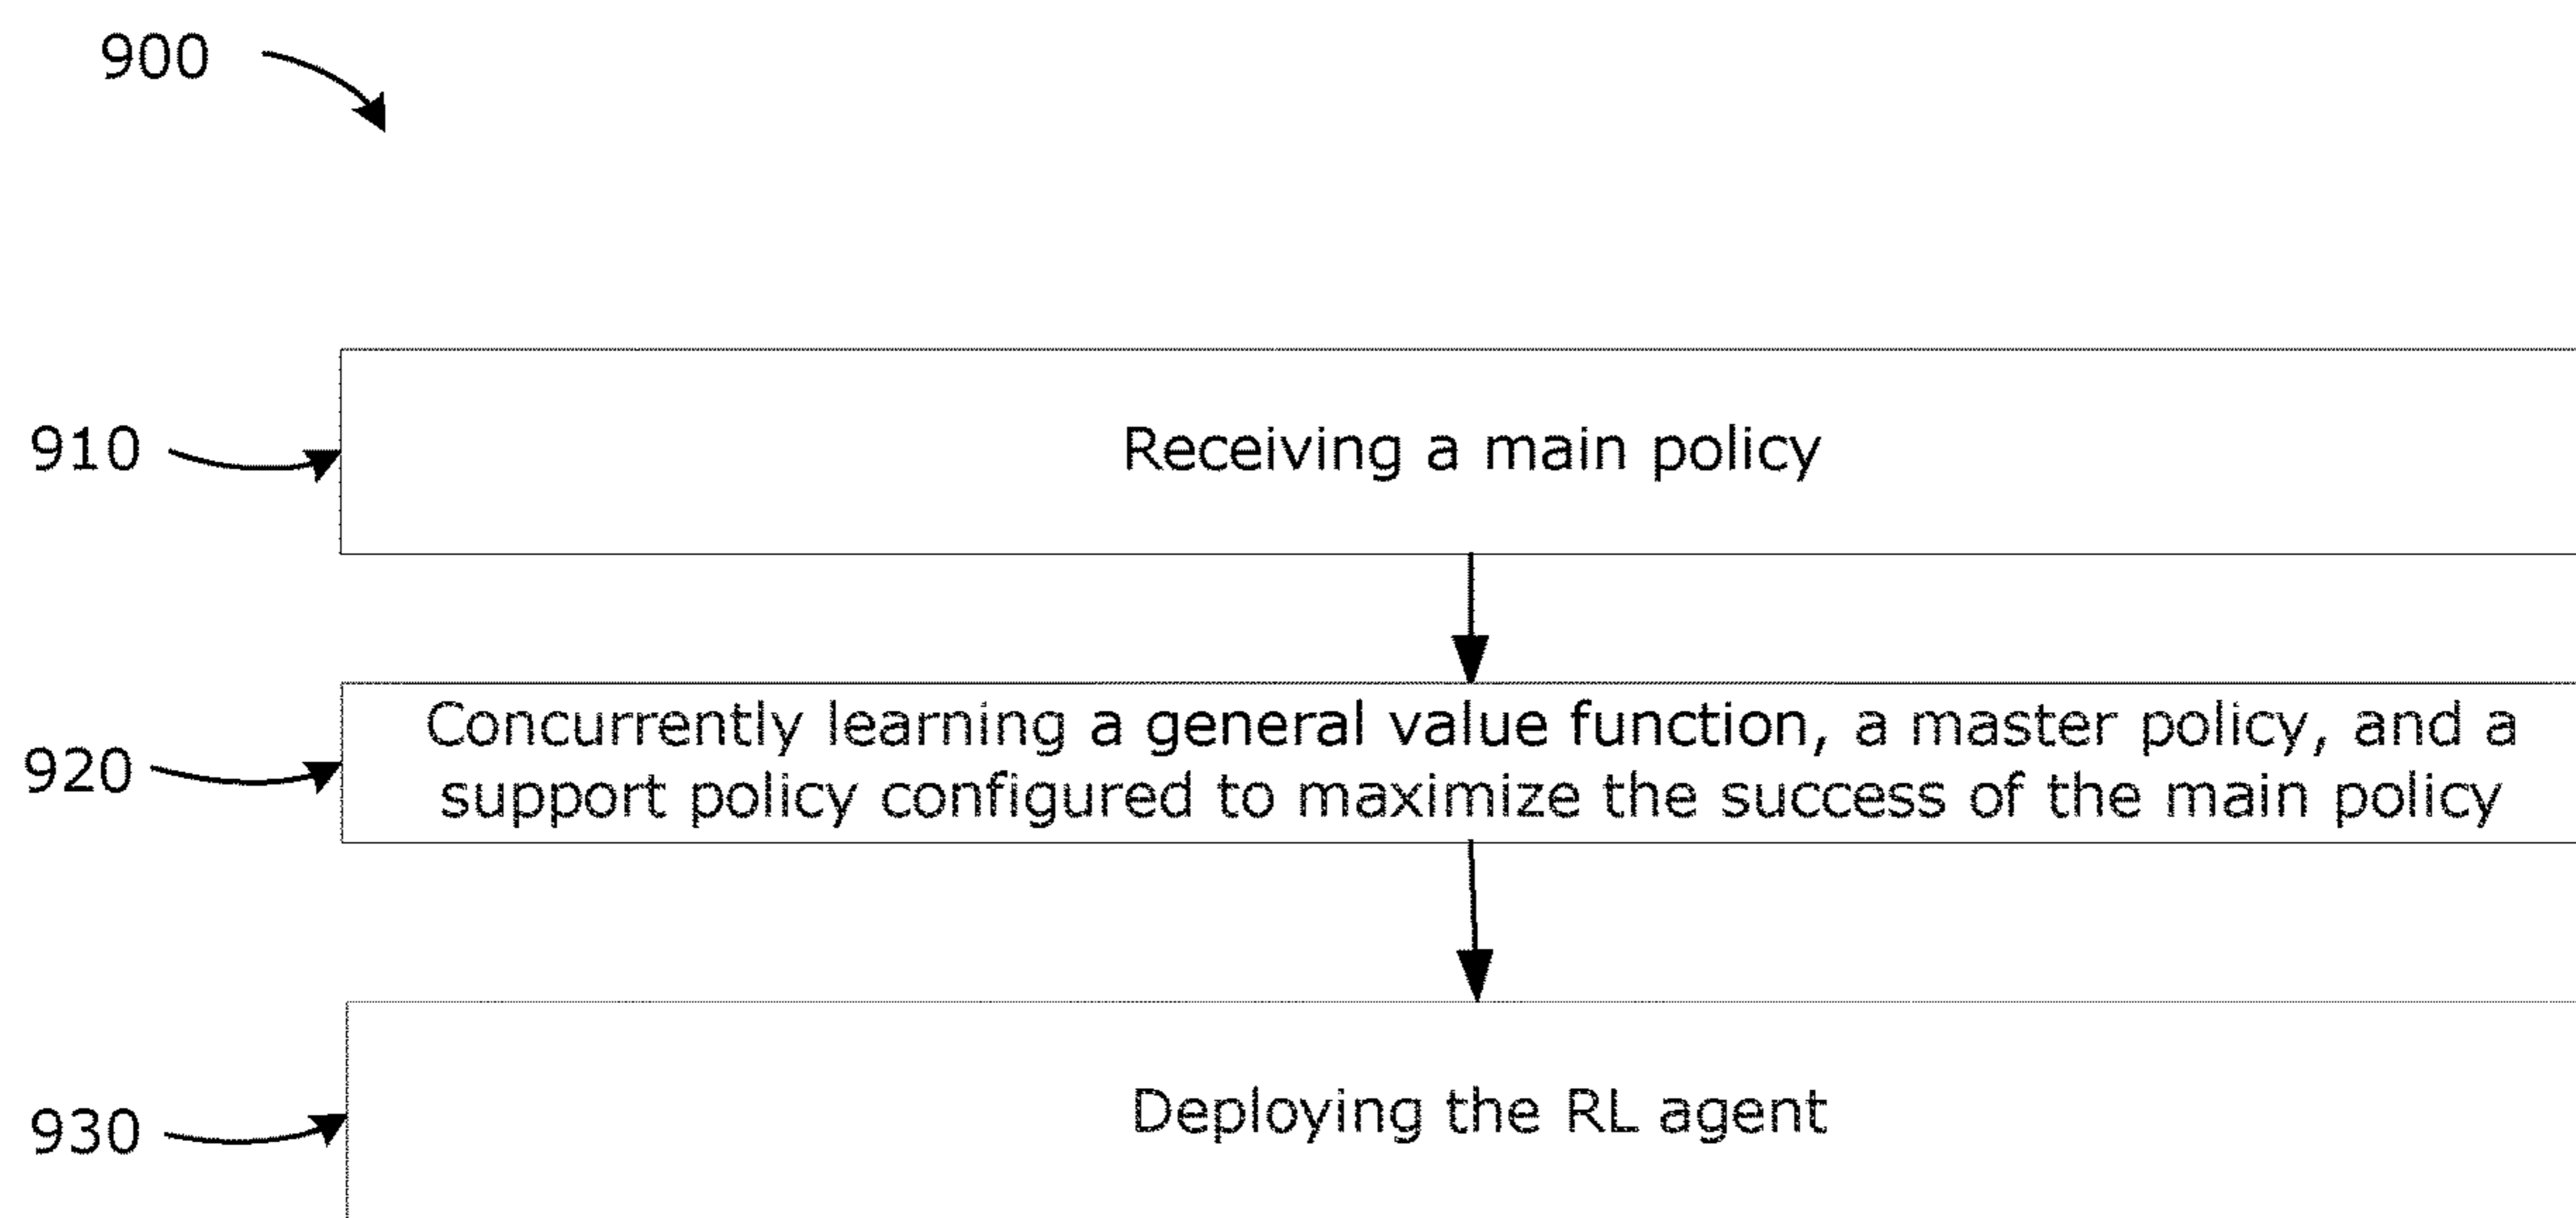 900
910
Receiving a main policy
920
Concurrently learning a general value function, a master policy, and a
support policy configured to maximize the success of the main policy
930
Deploying the RL agent